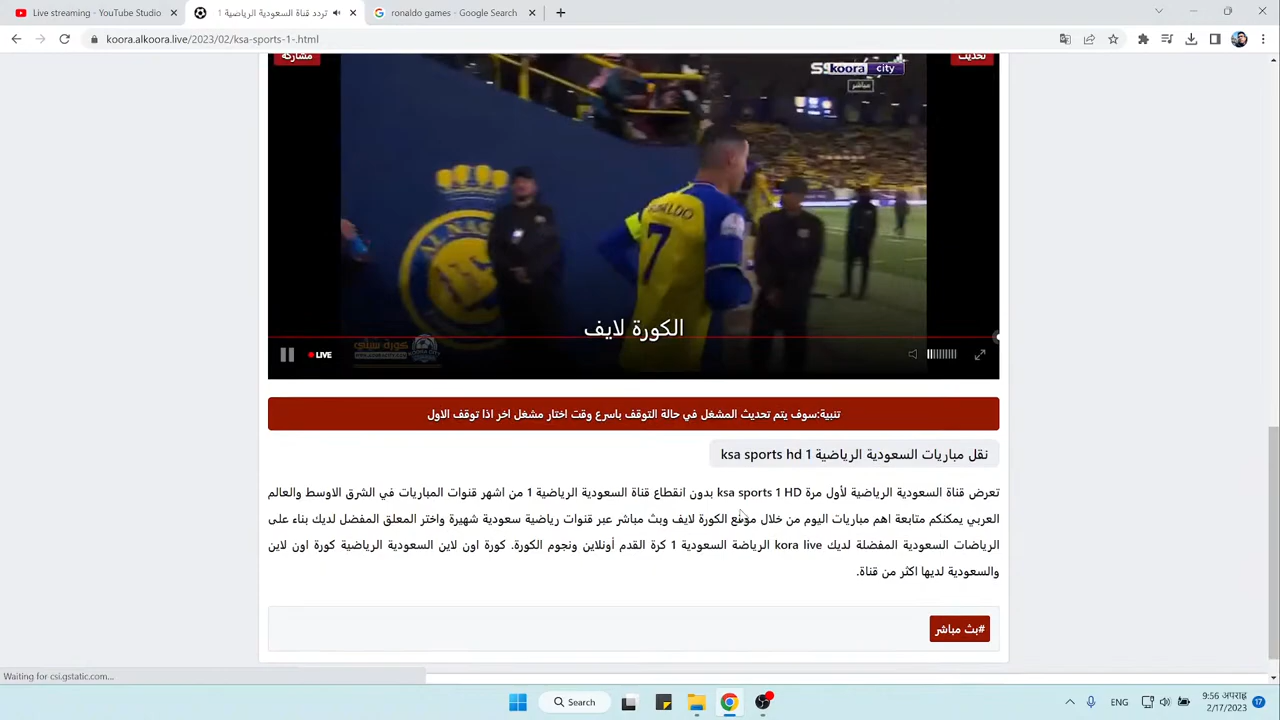 Live streaming - YouTube Studio
تردد قناة السعودية الرياضية 1
ronaldo games - Google Search
koora.alkoora.live/2023/02/ksa-sports-1-.html
مشاركة
تحديث
koora city
مباشر
RONALDO
7
الكورة لايف
LIVE
كورة سيتي
تنبية:سوف يتم تحديث المشغل في حالة التوقف باسرع وقت اختار مشغل اخر اذا توقف الاول
نقل مباريات السعودية الرياضية 1 ksa sports hd
تعرض قناة السعودية الرياضية لأول مرة ksa sports 1 HD بدون انقطاع قناة السعودية الرياضية 1 من اشهر قنوات المباريات في الشرق الاوسط والعالم
العربي يمكنكم متابعة اهم مباريات اليوم من خلال موقع الكورة لايف وبث مباشر عبر قنوات رياضية سعودية شهيرة واختر المعلق المفضل لديك بناء على
الرياضات السعودية المفضلة لديك kora live الرياضة السعودية 1 كرة القدم أونلاين ونجوم الكورة. كورة اون لاين السعودية الرياضية كورة اون لاين
والسعودية لديها اكثر من قناة.
#بث مباشر
Waiting for csi.gstatic.com...
Search
ENG
9:56 अपराह्न
2/17/2023
17